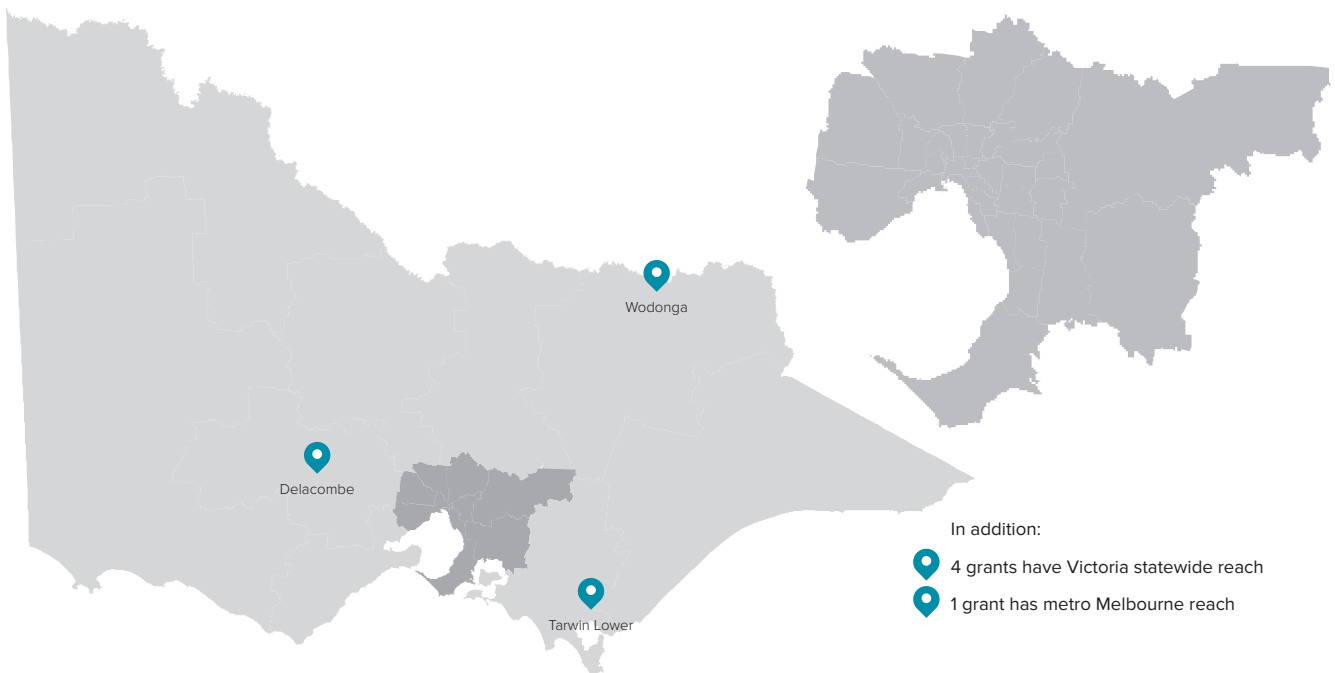 Wodonga
Delacombe
Tarwin Lower
In addition:
4 grants have Victoria statewide reach
1 grant has metro Melbourne reach